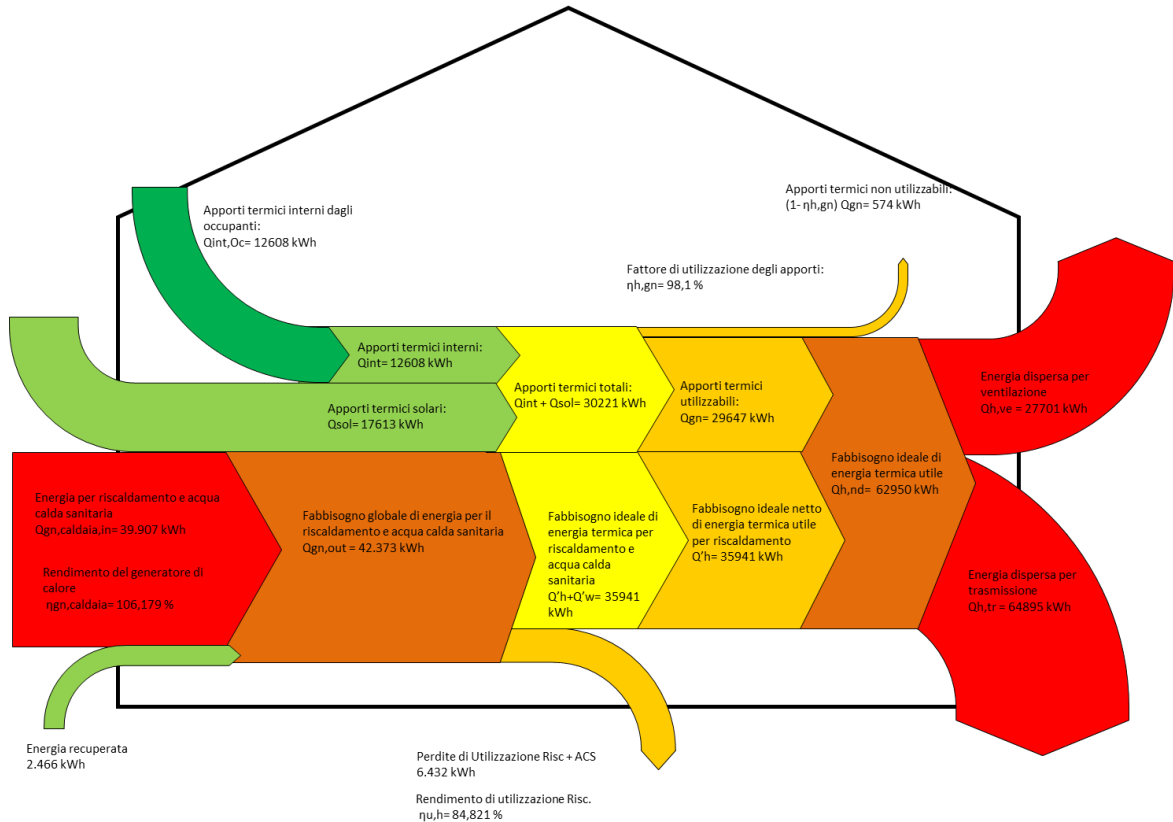 Apporti termici non utilizzabili:
(1- ηh,gn) Qgn= 574 kWh
Apporti termici interni dagli
occupanti:
Qint,Oc= 12608 kWh
Fattore di utilizzazione degli apporti:
ηh,gn= 98,1 %
Apporti termici interni:
Qint= 12608 kWh
Apporti termici totali:
Qint + Qsol= 30221 kWh
Apporti termici
utilizzabili:
Qgn= 29647 kWh
Energia dispersa per
ventilazione
Qh,ve = 27701 kWh
Apporti termici solari:
Qsol= 17613 kWh
Fabbisogno ideale di
energia termica utile
Qh,nd= 62950 kWh
Energia per riscaldamento e acqua
calda sanitaria
Qgn,caldaia,in= 39.907 kWh
Rendimento del generatore di
calore
ηgn,caldaia= 106,179 %
Fabbisogno globale di energia per il
riscaldamento e acqua calda sanitaria
Qgn,out = 42.373 kWh
Fabbisogno ideale di
energia termica per
riscaldamento e
acqua calda
sanitaria
Q'h+Q'w= 35941
kWh
Fabbisogno ideale netto
di energia termica utile
per riscaldamento
Q'h= 35941 kWh
Energia dispersa per
trasmissione
Qh,tr = 64895 kWh
Energia recuperata
2.466 kWh
Perdite di Utilizzazione Risc + ACS
6.432 kWh
Rendimento di utilizzazione Risc.
ηu,h= 84,821 %